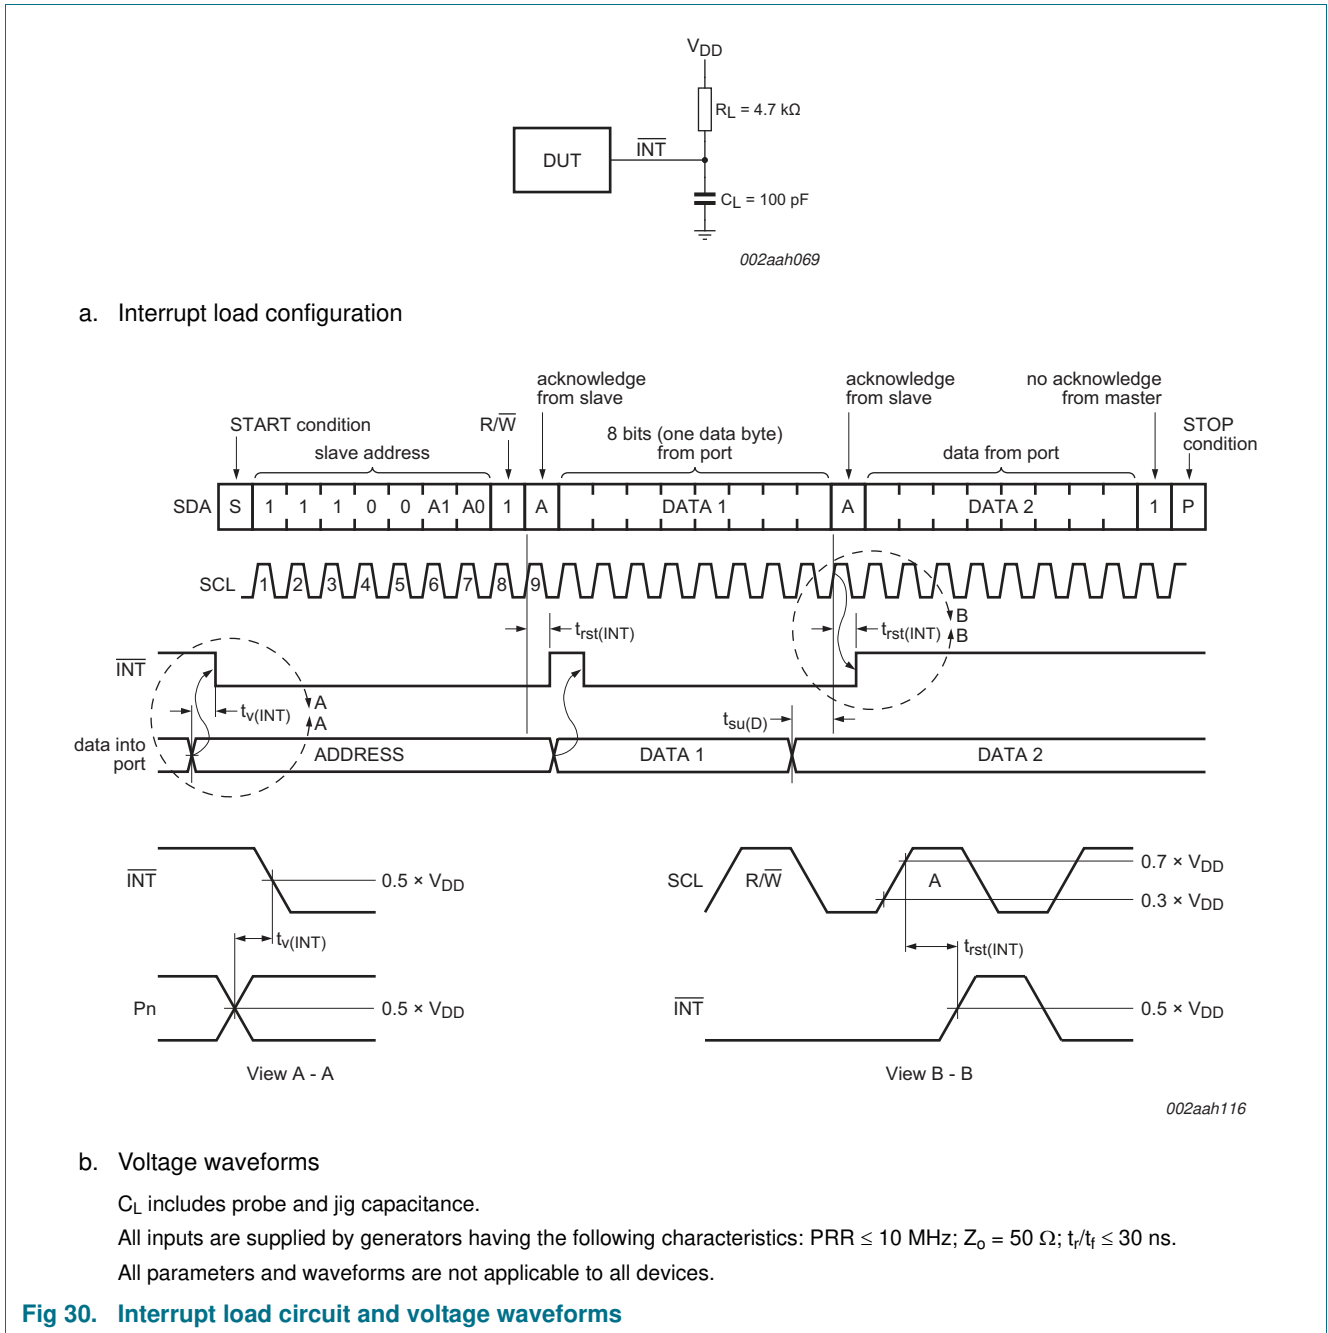 VDD
RL = 4.7 kΩ
DUT
INT
CL = 100 pF
002aah069
a. Interrupt load configuration
acknowledge
from slave
acknowledge
from slave
no acknowledge
from master
START condition
R/W
8 bits (one data byte)
from port
STOP
condition
slave address
data from port
SDA S 1 1 1 0 0 A1 A0 1 A DATA 1 A DATA 2 1 P
SCL 1 2 3 4 5 6 7 8 9
trst(INT)
trst(INT)
B
B
INT
tv(INT)
A
A
tsu(D)
data into
port
ADDRESS
DATA 1
DATA 2
INT
0.5 × VDD
tv(INT)
Pn
0.5 × VDD
View A - A
SCL
R/W
A
0.7 × VDD
0.3 × VDD
trst(INT)
INT
0.5 × VDD
View B - B
002aah116
b. Voltage waveforms
CL includes probe and jig capacitance.
All inputs are supplied by generators having the following characteristics: PRR ≤ 10 MHz; Zo = 50 Ω; tr/tf ≤ 30 ns.
All parameters and waveforms are not applicable to all devices.
Fig 30. Interrupt load circuit and voltage waveforms